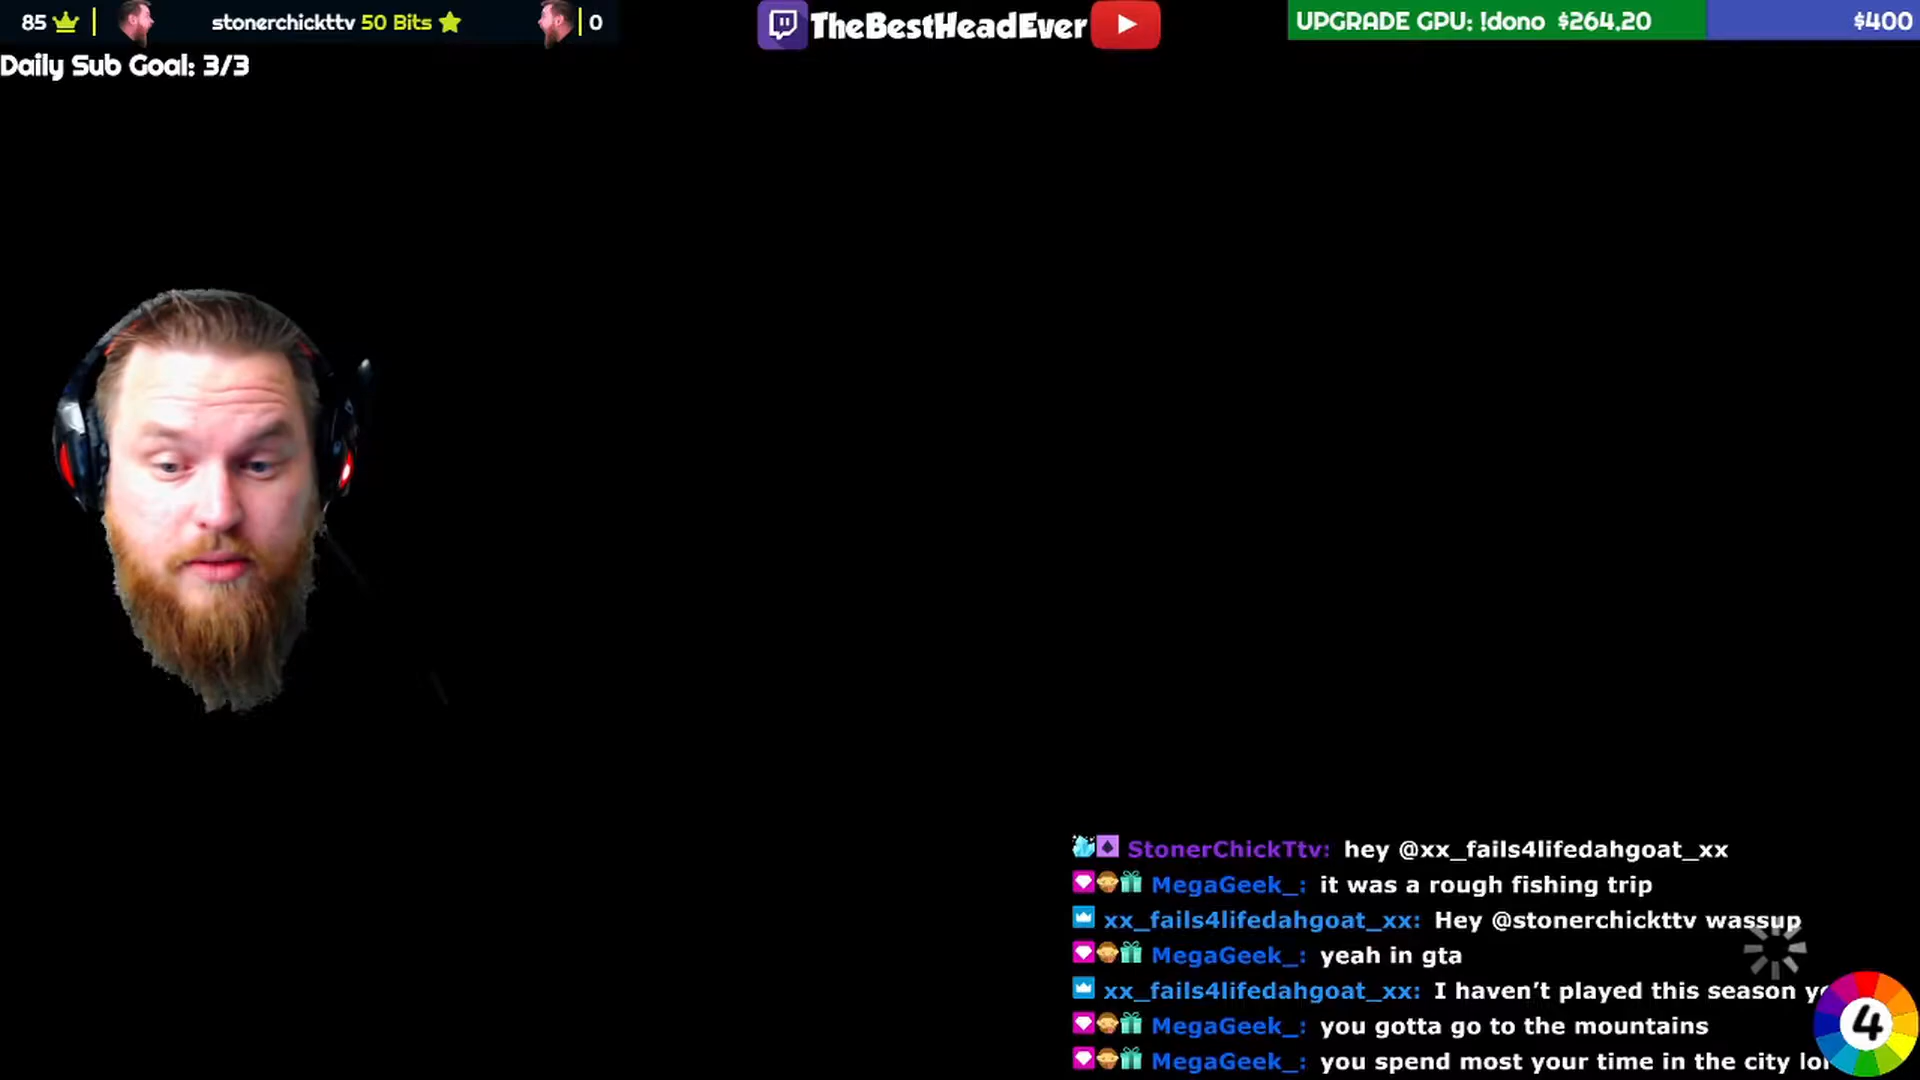 85 stonerchickttv 50 Bits 0
TheBestHeadEver
UPGRADE GPU: !dono $264.20 $400
Daily Sub Goal: 3/3
StonerChickTtv: hey @xx_fails4lifedahgoat_xx
MegaGeek_: it was a rough fishing trip
xx_fails4lifedahgoat_xx: Hey @stonerchickttv wassup
MegaGeek_: yeah in gta
xx_fails4lifedahgoat_xx: I haven’t played this season
MegaGeek_: you gotta go to the mountains
MegaGeek_: you spend most your time in the city lol
4